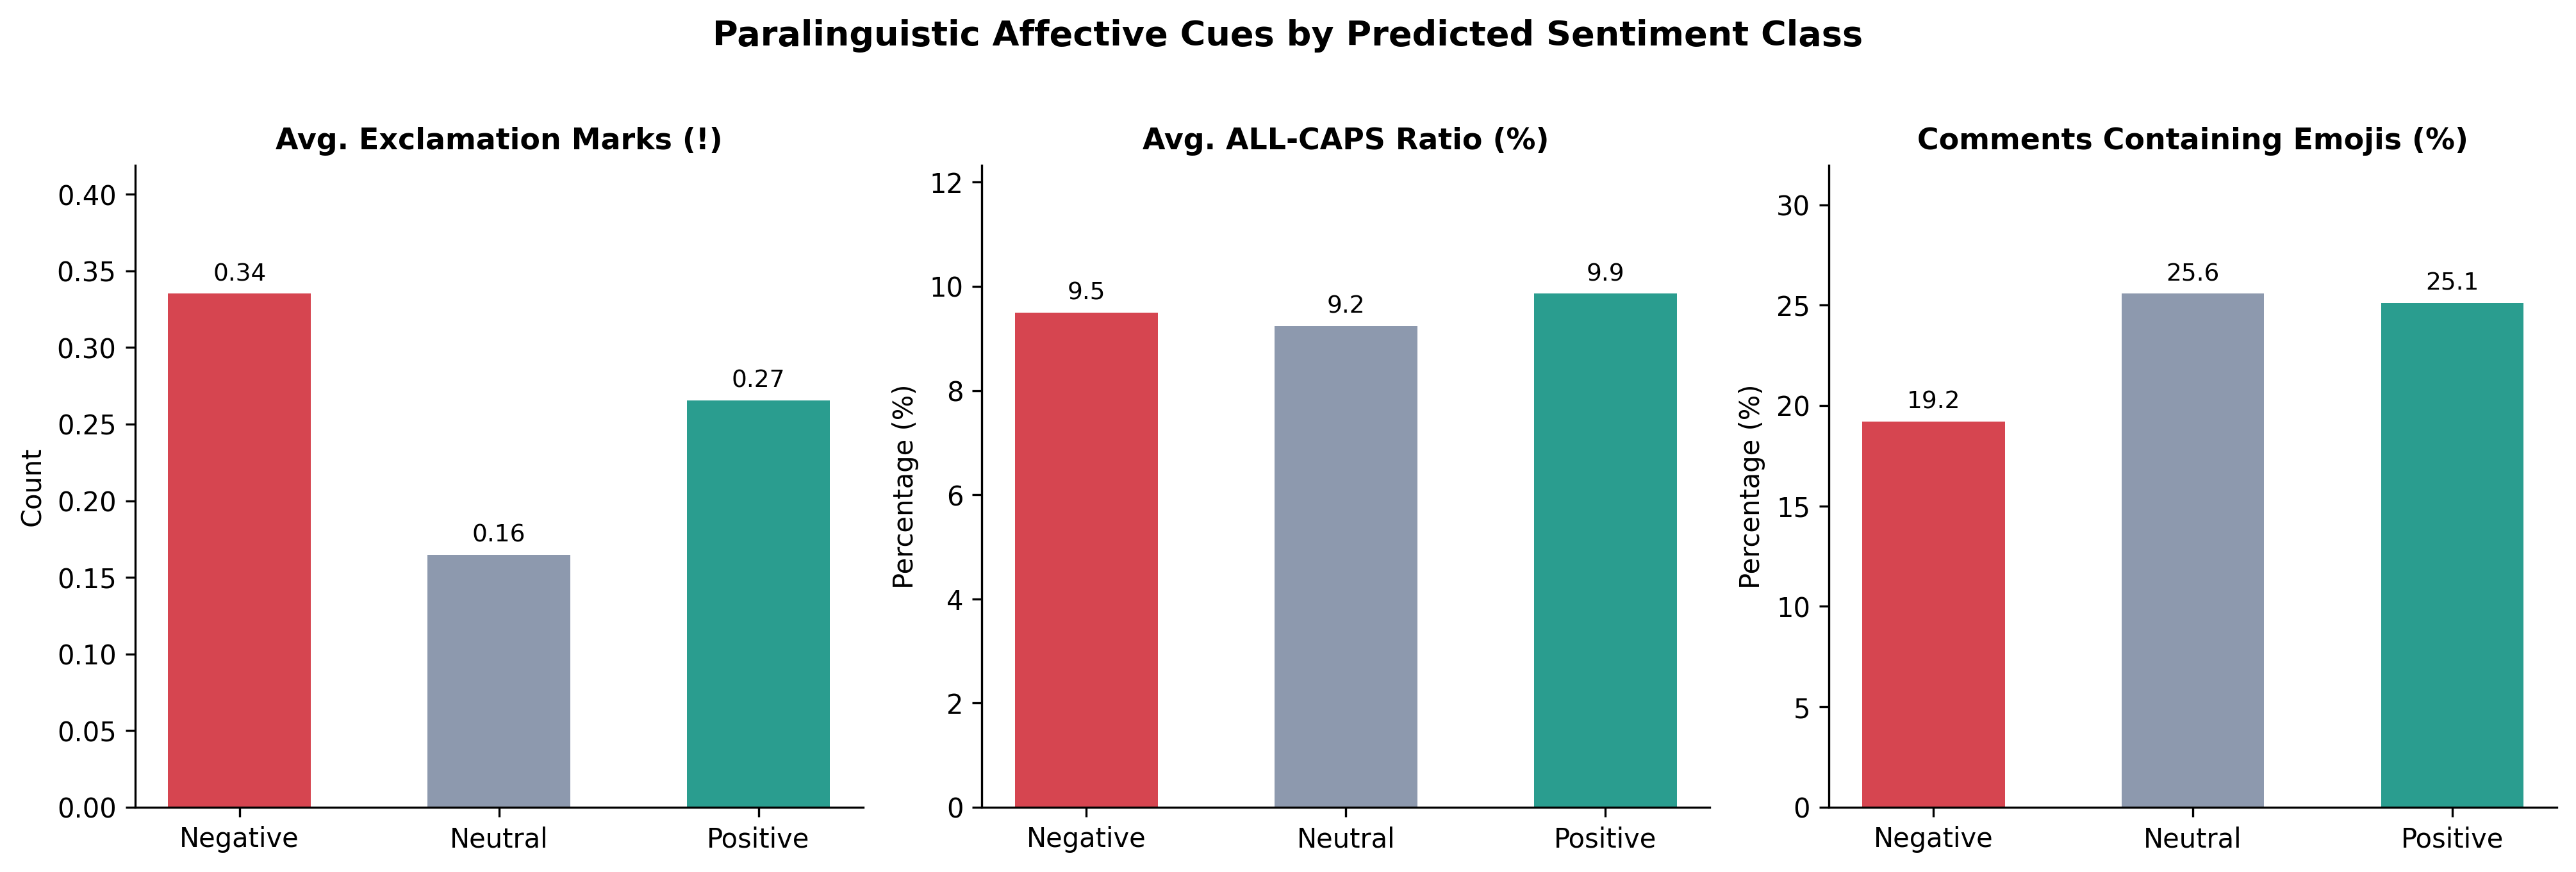 Paralinguistic Affective Cues by Predicted Sentiment Class
Avg. Exclamation Marks (!)
Count
0.40
0.35
0.30
0.25
0.20
0.15
0.10
0.05
0.00
0.34
0.16
0.27
Negative
Neutral
Positive
Avg. ALL-CAPS Ratio (%)
Percentage (%)
12
10
8
6
4
2
0
9.5
9.2
9.9
Negative
Neutral
Positive
Comments Containing Emojis (%)
Percentage (%)
30
25
20
15
10
5
0
19.2
25.6
25.1
Negative
Neutral
Positive